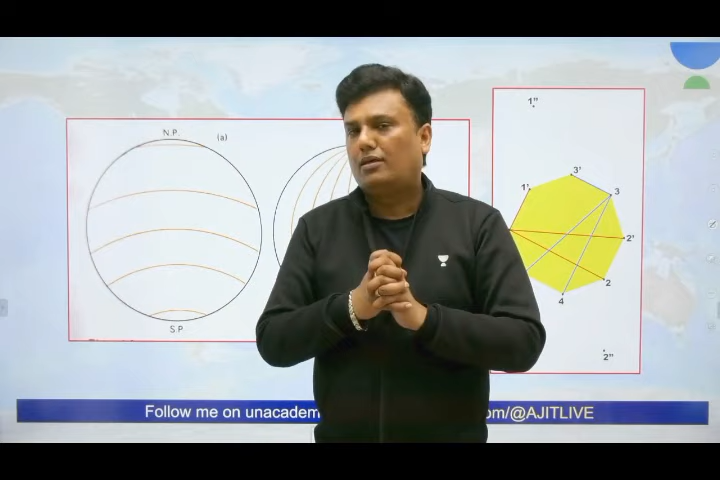 N.P.
(a)
S.P.
1"
3'
3
1'
2'
2
4
2"
Follow me on unacadem
om/@AJITLIVE